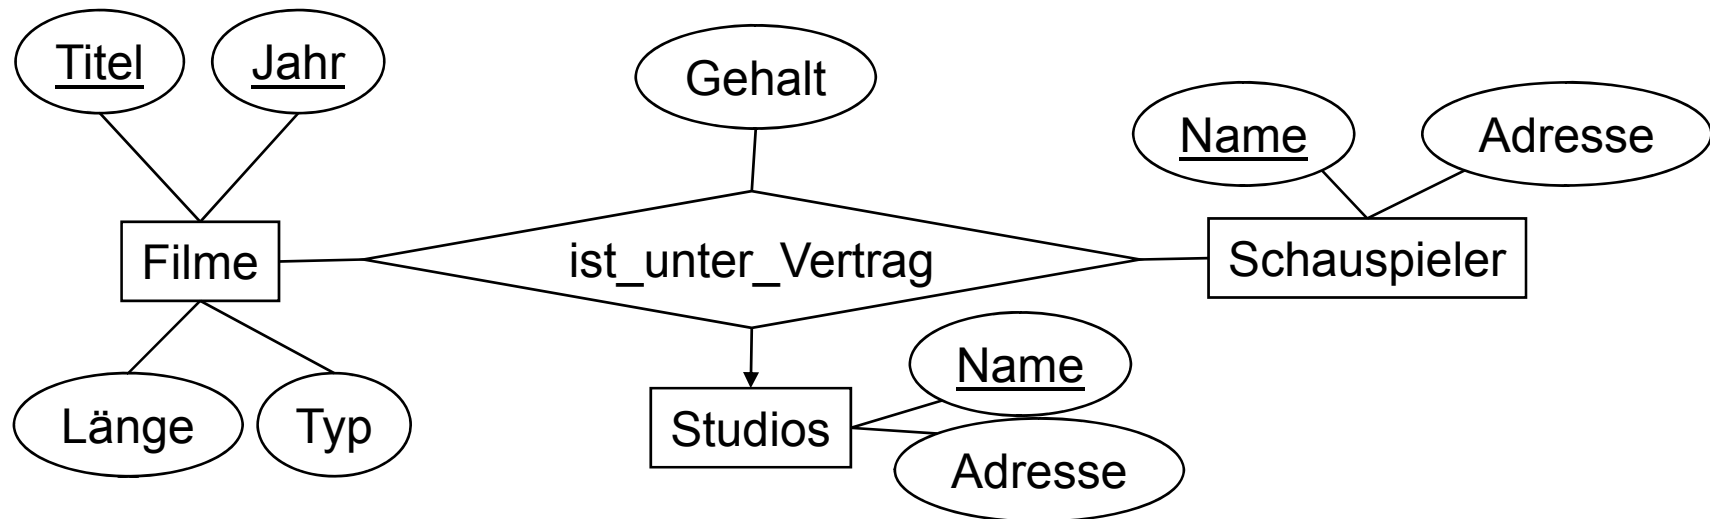 Titel
Jahr
Gehalt
Name
Adresse
Filme
ist_unter_Vertrag
Schauspieler
Länge
Typ
Studios
Name
Adresse